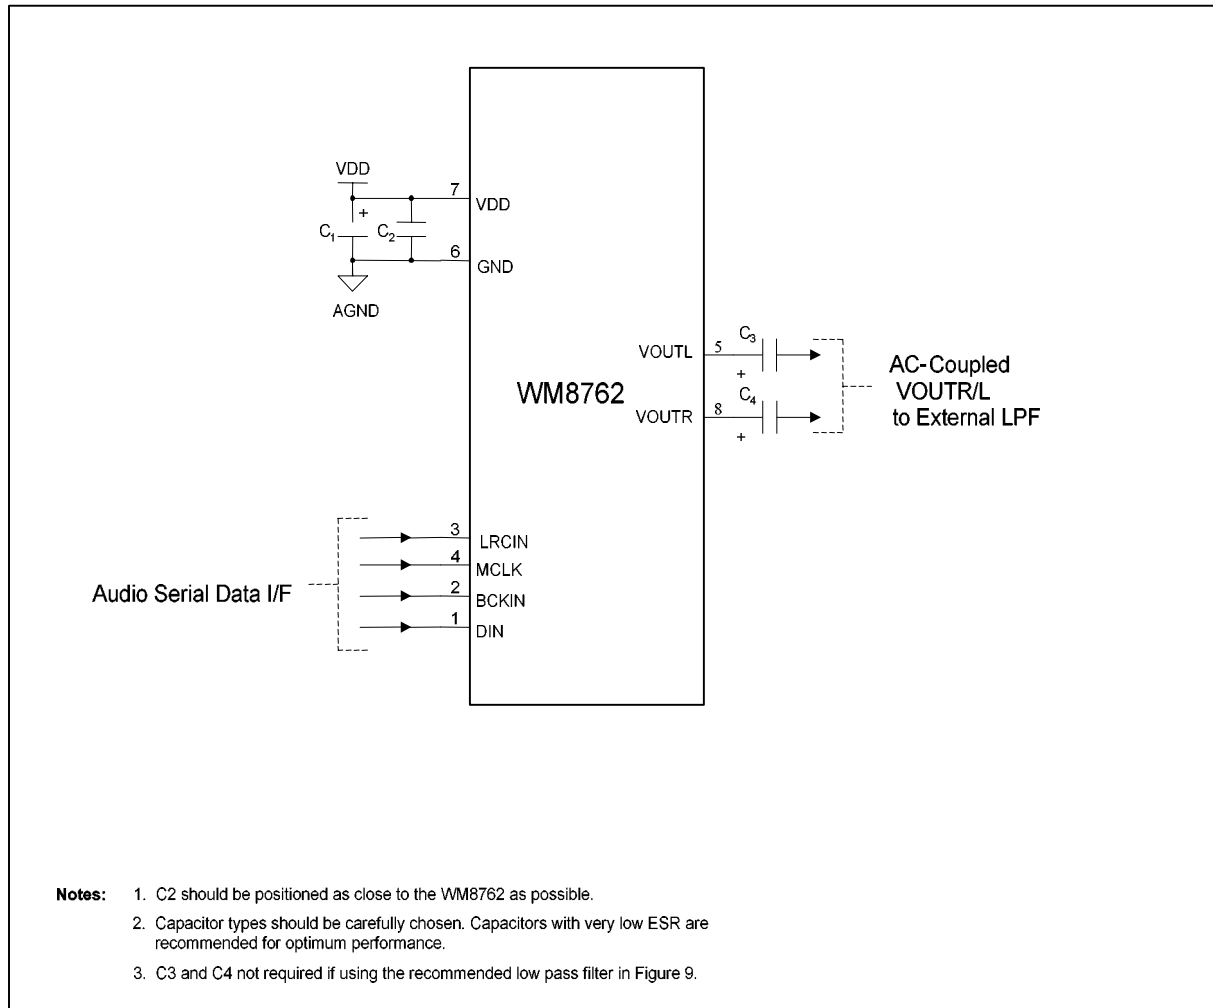 VDD
7
VDD
+
C1
C2
6
GND
AGND
C3
VOUTL
5
+
AC-Coupled
VOUTR/L
to External LPF
WM8762
C4
VOUTR
8
+
3
LRCIN
4
MCLK
Audio Serial Data I/F
2
BCKIN
1
DIN
Notes: 1. C2 should be positioned as close to the WM8762 as possible.
2. Capacitor types should be carefully chosen. Capacitors with very low ESR are
recommended for optimum performance.
3. C3 and C4 not required if using the recommended low pass filter in Figure 9.